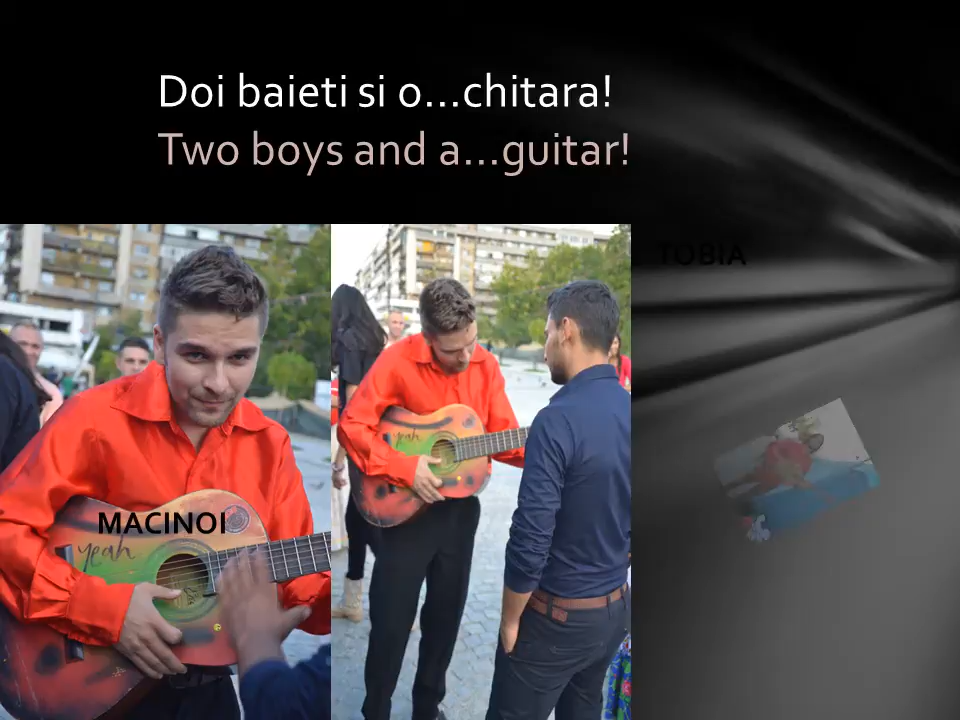 Doi baieti si o...chitara!
Two boys and a...guitar!
TOBIA
MACINOI
yeah
yeah